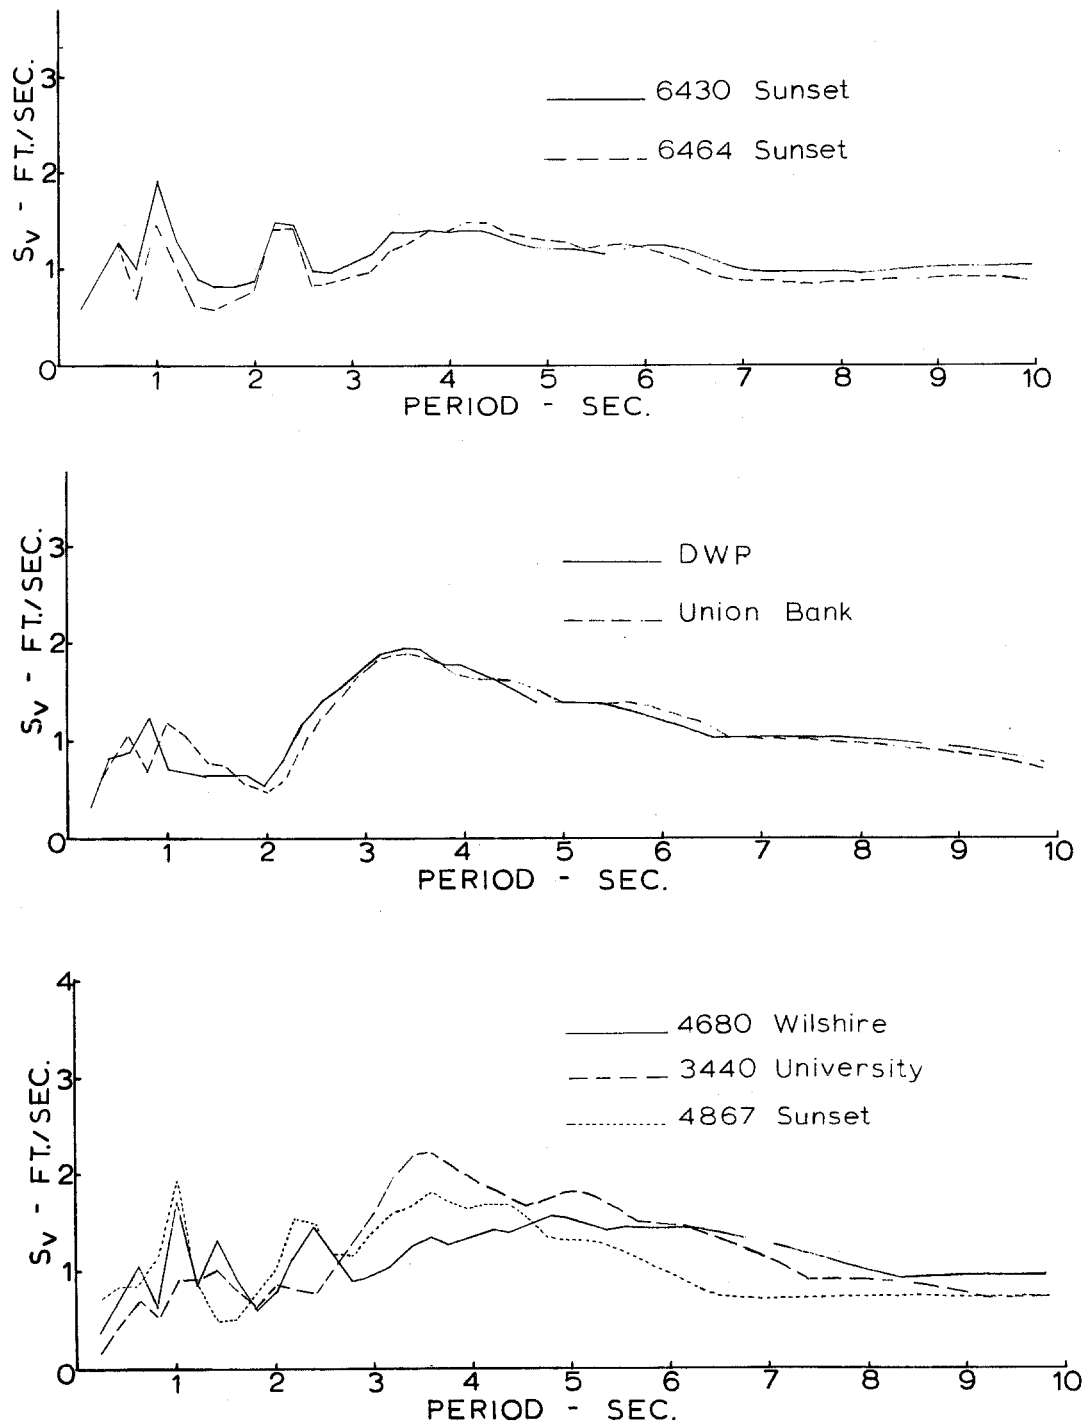 Sv - FT./SEC.
3
2
1
0
6430 Sunset
6464 Sunset
1 2 3 4 5 6 7 8 9 10
PERIOD - SEC.
Sv - FT./SEC.
3
2
1
0
DWP
Union Bank
1 2 3 4 5 6 7 8 9 10
PERIOD - SEC.
Sv - FT./SEC.
4
3
2
1
0
4680 Wilshire
3440 University
4867 Sunset
1 2 3 4 5 6 7 8 9 10
PERIOD - SEC.